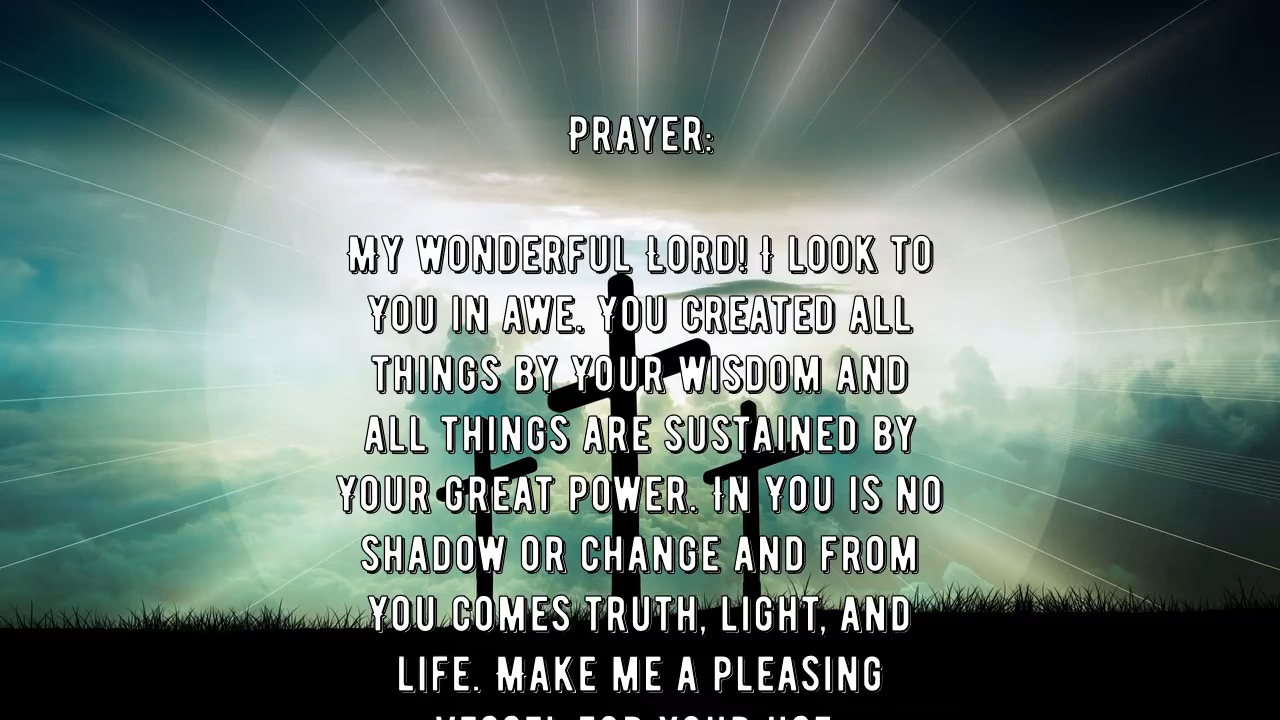 Prayer:
My wonderful Lord! I look to
You in awe. You created all
things by Your wisdom and
all things are sustained by
Your great power. In You is no
shadow or change and from
You comes truth, light, and
life. Make me a pleasing